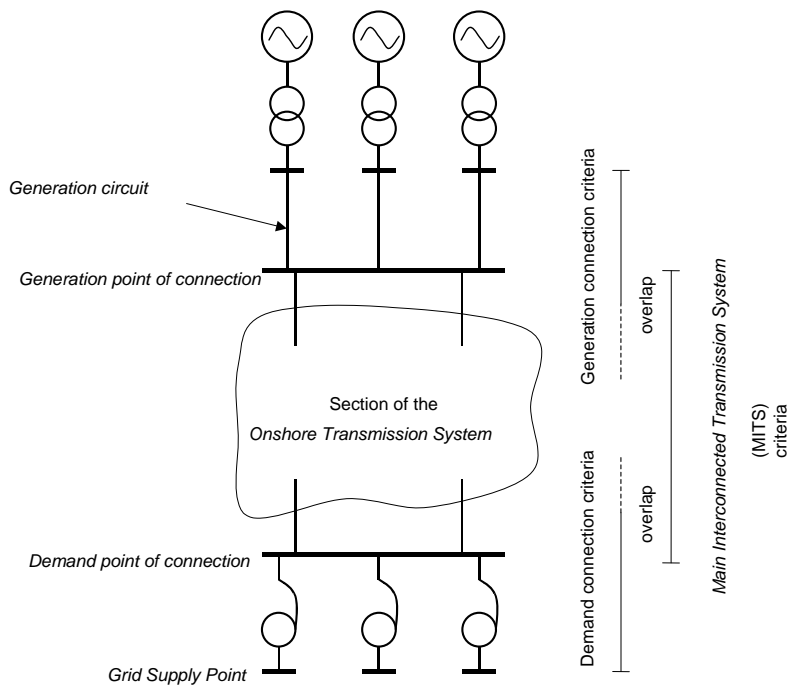 Generation circuit
Generation point of connection
Section of the
Onshore Transmission System
Demand point of connection
Grid Supply Point
Generation connection criteria
overlap
Demand connection criteria
overlap
Main Interconnected Transmission System
(MITS)
criteria